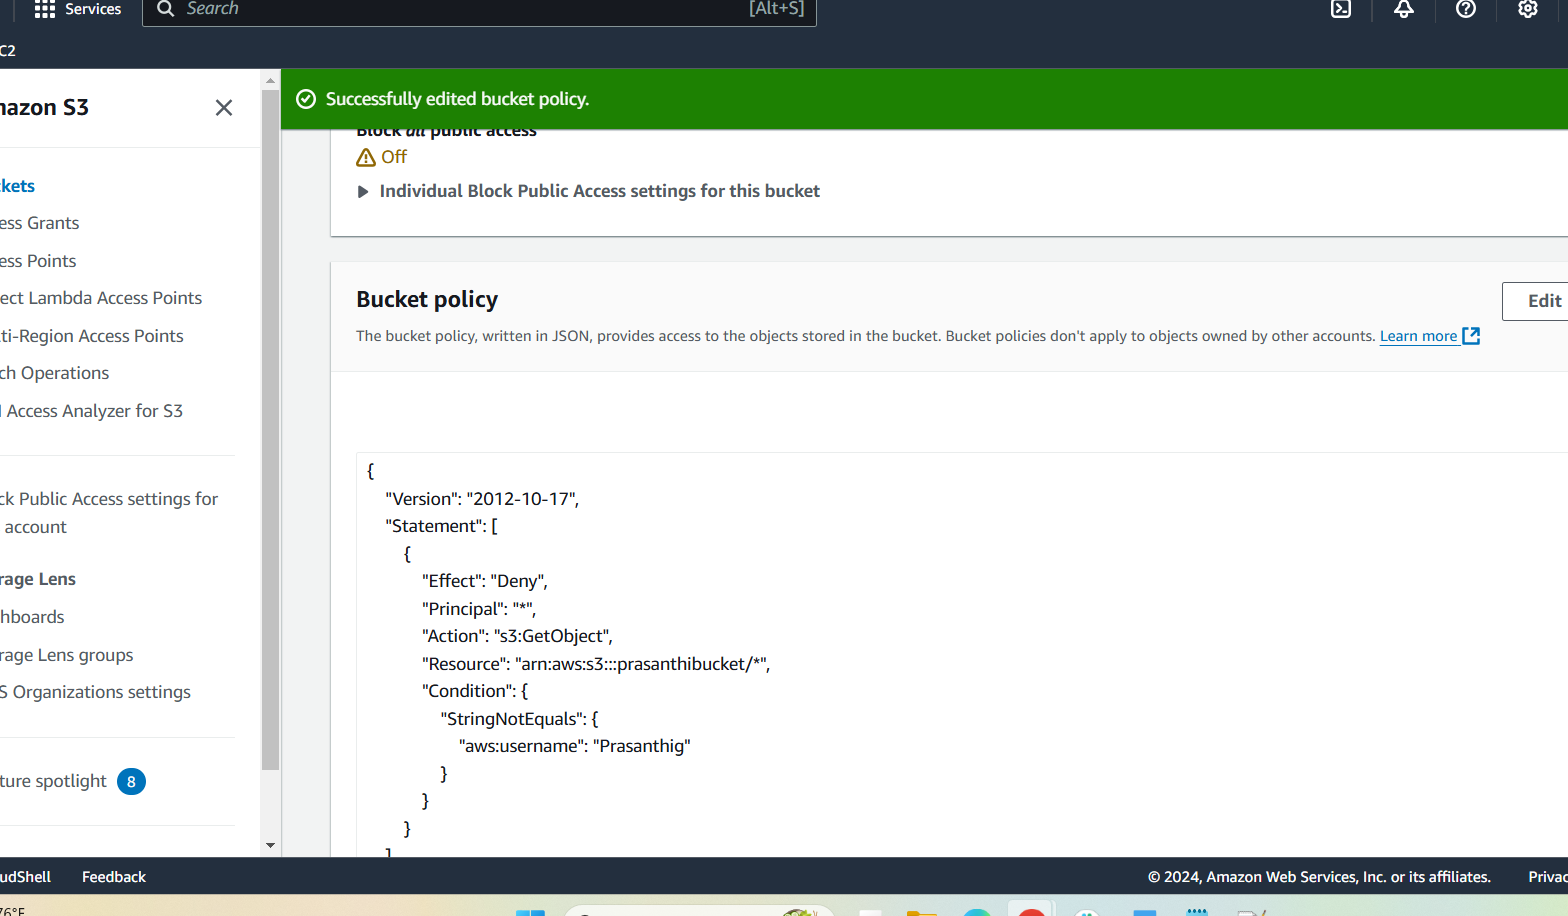 Services
Search
[Alt+S]
C2
nazon S3
Successfully edited bucket policy.
Block all public access
Off
Individual Block Public Access settings for this bucket
kets
ess Grants
ess Points
ect Lambda Access Points
ti-Region Access Points
ch Operations
Access Analyzer for S3
ck Public Access settings for
account
rage Lens
hboards
rage Lens groups
S Organizations settings
ture spotlight 8
Bucket policy
Edit
The bucket policy, written in JSON, provides access to the objects stored in the bucket. Bucket policies don't apply to objects owned by other accounts. Learn more
{
"Version": "2012-10-17",
"Statement": [
{
"Effect": "Deny",
"Principal": "*",
"Action": "s3:GetObject",
"Resource": "arn:aws:s3:::prasanthibucket/*",
"Condition": {
"StringNotEquals": {
"aws:username": "Prasanthig"
}
}
}
]
udShell
Feedback
© 2024, Amazon Web Services, Inc. or its affiliates.
Privac
76°F